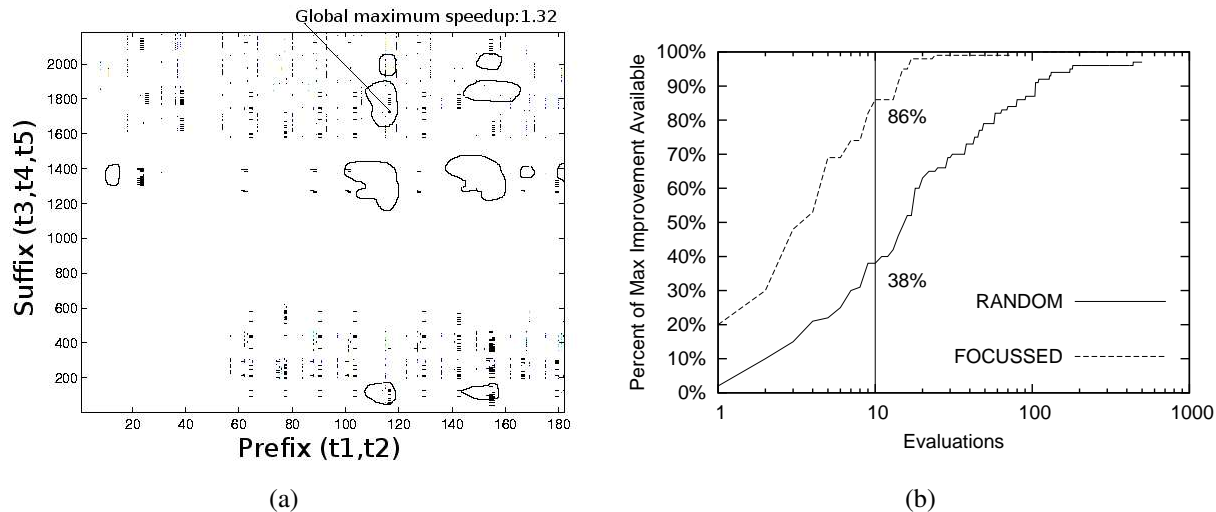 Global maximum speedup:1.32
2000
1800
1600
1400
1200
1000
800
600
400
200
Suffix (t3,t4,t5)
20 40 60 80 100 120 140 160 180
Prefix (t1,t2)
(a)
100%
90%
80%
70%
60%
50%
40%
30%
20%
10%
0%
Percent of Max Improvement Available
86%
38%
RANDOM
FOCUSSED
1 10 100 1000
Evaluations
(b)